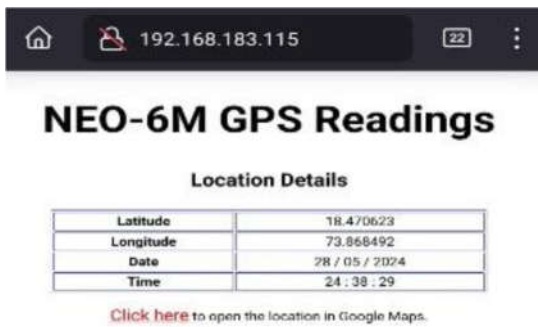 192.168.183.115 22
NEO-6M GPS Readings
Location Details
Latitude 18.470623
Longitude 73.868492
Date 28 / 05 / 2024
Time 24 : 38 : 29
Click here to open the location in Google Maps.